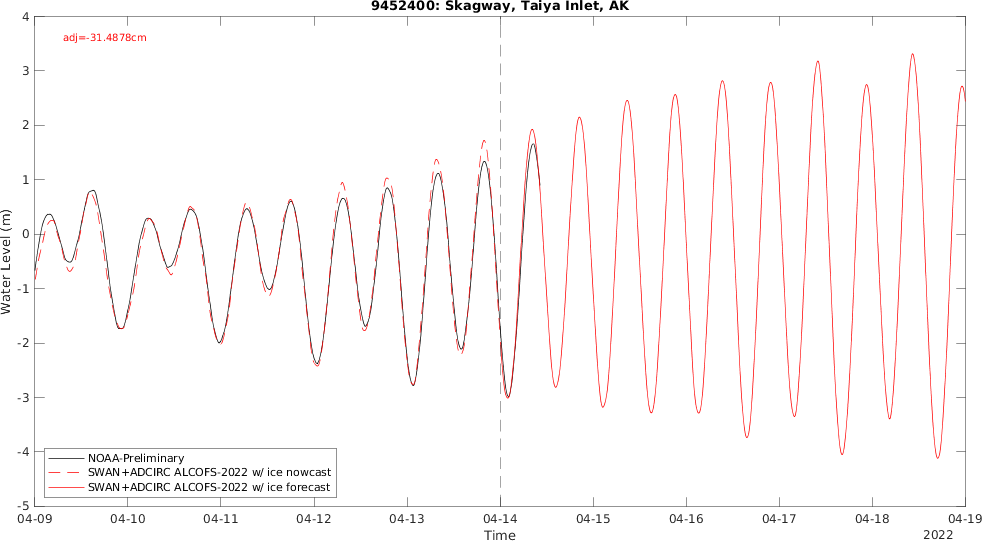 9452400: Skagway, Taiya Inlet, AK
adj=-31.4878cm
4
3
2
1
0
-1
-2
-3
-4
-5
Water Level (m)
NOAA-Preliminary
SWAN+ADCIRC ALCOFS-2022 w/ ice nowcast
SWAN+ADCIRC ALCOFS-2022 w/ ice forecast
04-09 04-10 04-11 04-12 04-13 04-14 04-15 04-16 04-17 04-18 04-19
Time
2022